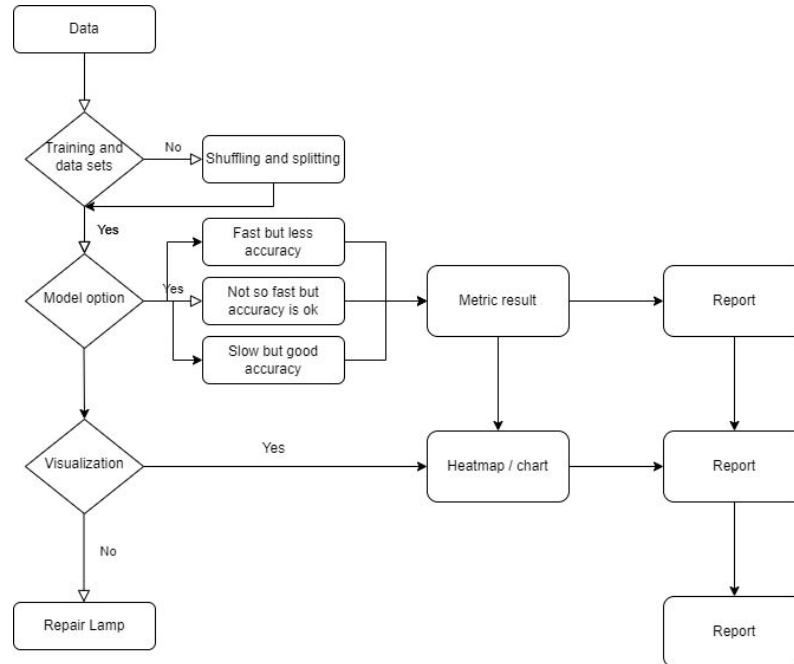 Data
Training and
data sets
No
Shuffling and splitting
Yes
Fast but less
accuracy
Model option
Yes
Not so fast but
accuracy is ok
Metric result
Report
Slow but good
accuracy
Yes
Visualization
Heatmap / chart
Report
No
Repair Lamp
Report